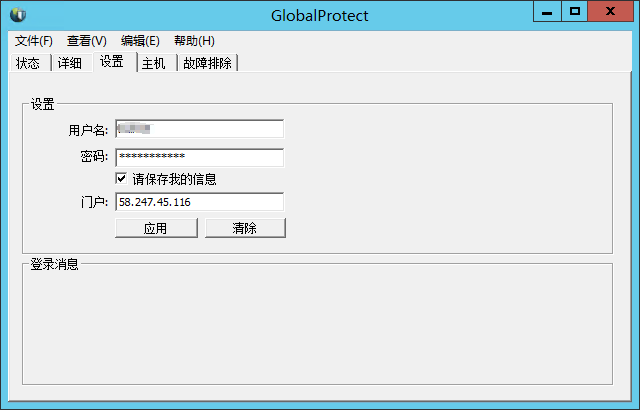 GlobalProtect
文件(F) 查看(V) 编辑(E) 帮助(H)
状态 详细 设置 主机 故障排除
设置
用户名:
密码: ***********
请保存我的信息
门户: 58.247.45.116
应用 清除
登录消息